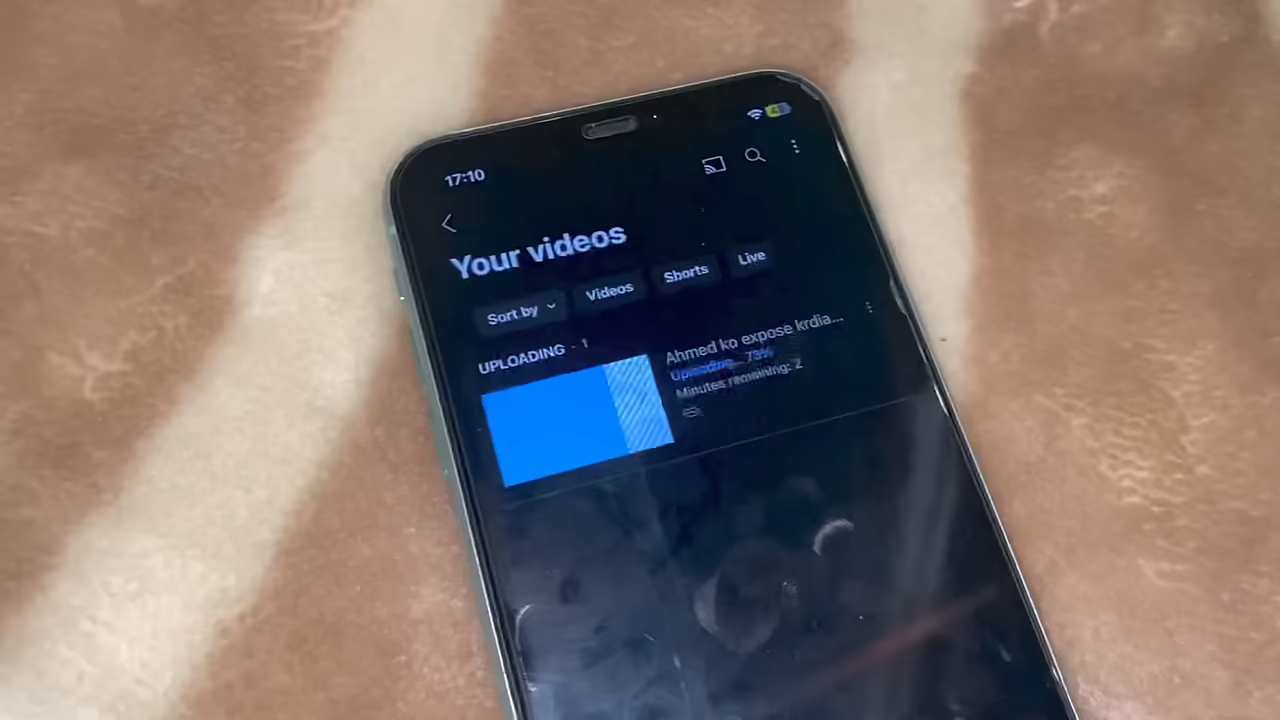 17:10
Your videos
Sort by
Videos
Shorts
Live
UPLOADING · 1
Ahmed ko expose krdia...
Uploading... 73%
Minutes remaining: 2